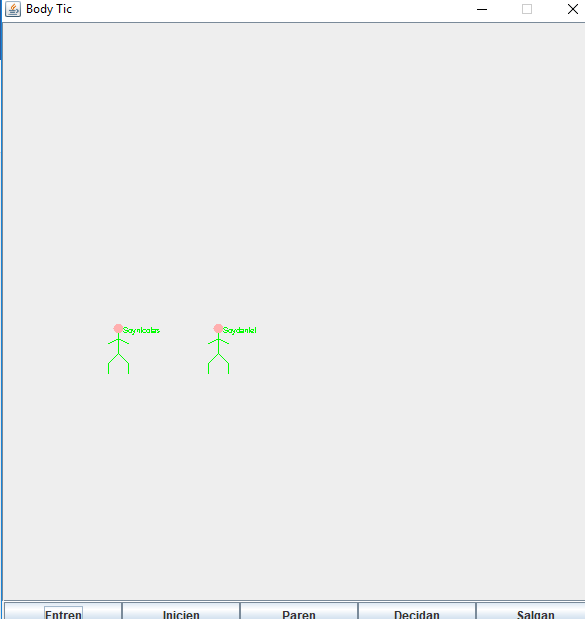 Body Tic
Soynicolas
Soydaniel
Entren
Inicien
Paren
Decidan
Salgan